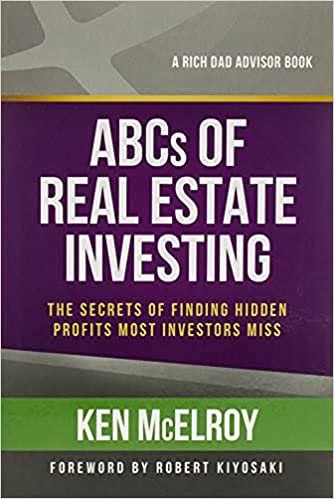 A RICH DAD ADVISOR BOOK
ABCs OF
REAL ESTATE
INVESTING
THE SECRETS OF FINDING HIDDEN
PROFITS MOST INVESTORS MISS
KEN McELROY
FOREWORD BY ROBERT KIYOSAKI